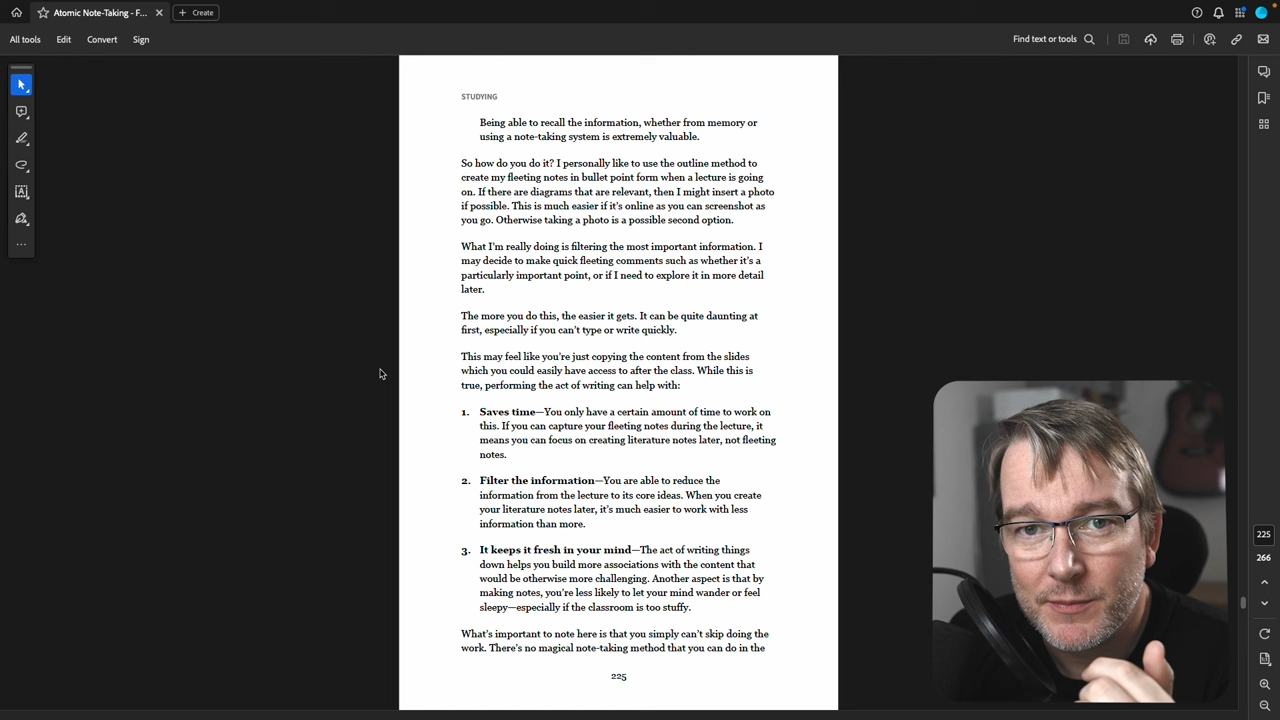 Atomic Note-Taking - F...
Create
All tools
Edit
Convert
Sign
Find text or tools
STUDYING
Being able to recall the information, whether from memory or
using a note-taking system is extremely valuable.
So how do you do it? I personally like to use the outline method to
create my fleeting notes in bullet point form when a lecture is going
on. If there are diagrams that are relevant, then I might insert a photo
if possible. This is much easier if it's online as you can screenshot as
you go. Otherwise taking a photo is a possible second option.
What I'm really doing is filtering the most important information. I
may decide to make quick fleeting comments such as whether it's a
particularly important point, or if I need to explore it in more detail
later.
The more you do this, the easier it gets. It can be quite daunting at
first, especially if you can't type or write quickly.
This may feel like you're just copying the content from the slides
which you could easily have access to after the class. While this is
true, performing the act of writing can help with:
1. Saves time—You only have a certain amount of time to work on
this. If you can capture your fleeting notes during the lecture, it
means you can focus on creating literature notes later, not fleeting
notes.
2. Filter the information—You are able to reduce the
information from the lecture to its core ideas. When you create
your literature notes later, it's much easier to work with less
information than more.
3. It keeps it fresh in your mind—The act of writing things
down helps you build more associations with the content that
would be otherwise more challenging. Another aspect is that by
making notes, you're less likely to let your mind wander or feel
sleepy—especially if the classroom is too stuffy.
What's important to note here is that you simply can't skip doing the
work. There's no magical note-taking method that you can do in the
225
225
266